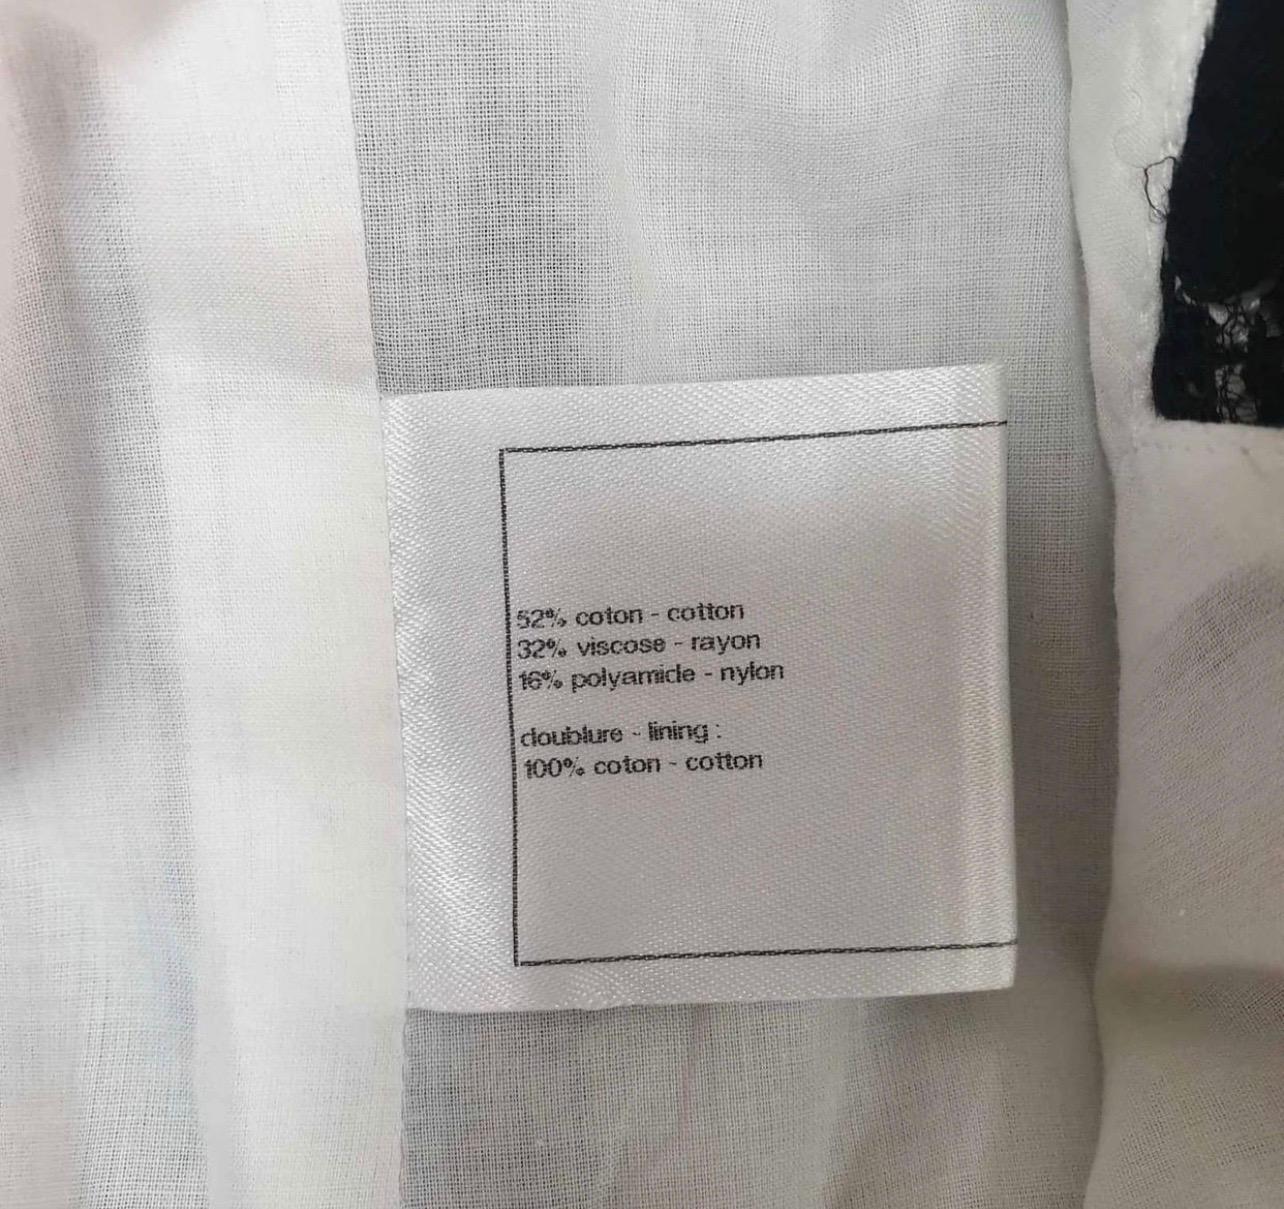 52% coton - cotton
32% viscose - rayon
16% polyamide - nylon
doublure - lining :
100% coton - cotton